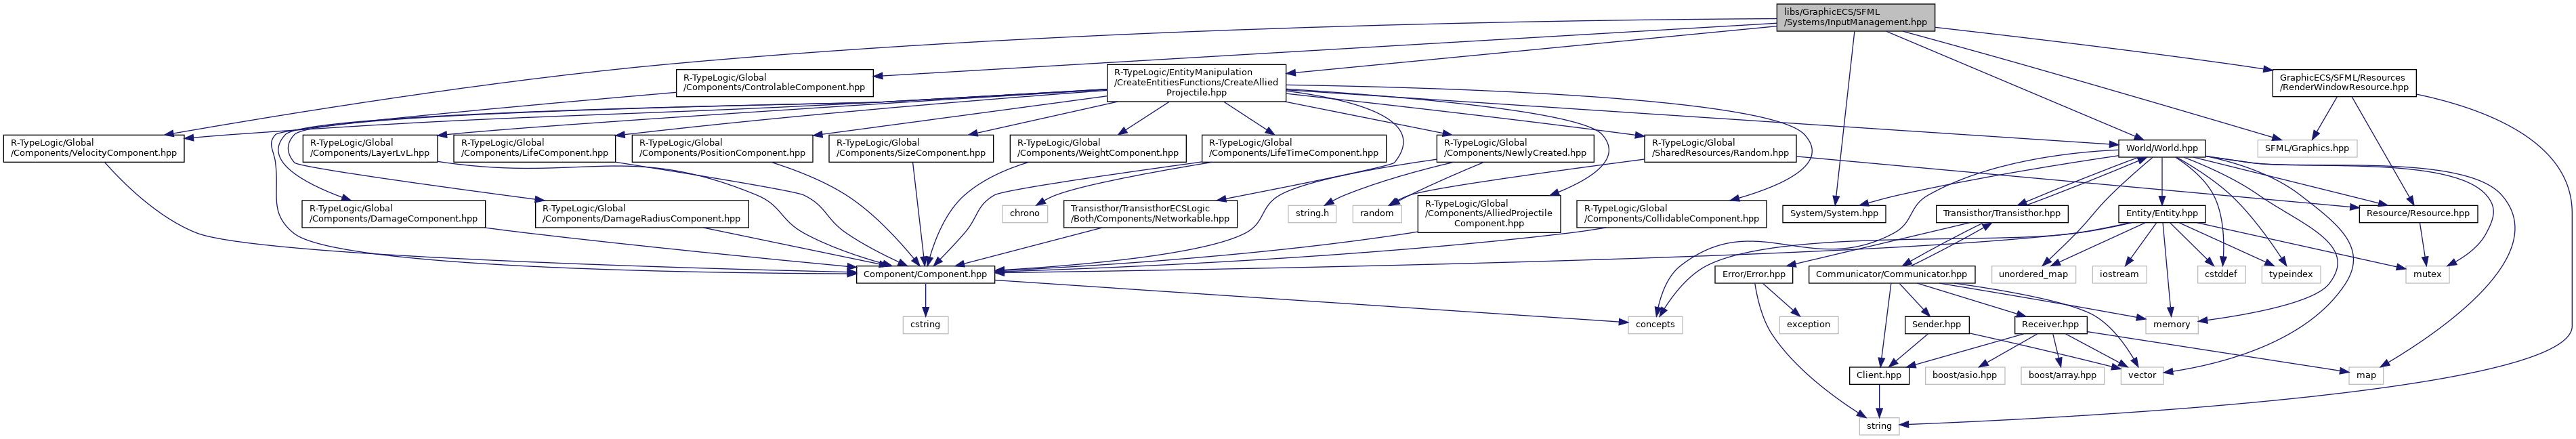 libs/GraphicECS/SFML
/Systems/InputManagement.hpp
R-TypeLogic/Global
/Components/ControlableComponent.hpp
R-TypeLogic/EntityManipulation
/CreateEntitiesFunctions/CreateAllied
Projectile.hpp
GraphicECS/SFML/Resources
/RenderWindowResource.hpp
R-TypeLogic/Global
/Components/VelocityComponent.hpp
R-TypeLogic/Global
/Components/LayerLvL.hpp
R-TypeLogic/Global
/Components/LifeComponent.hpp
R-TypeLogic/Global
/Components/PositionComponent.hpp
R-TypeLogic/Global
/Components/SizeComponent.hpp
R-TypeLogic/Global
/Components/WeightComponent.hpp
R-TypeLogic/Global
/Components/LifeTimeComponent.hpp
R-TypeLogic/Global
/Components/NewlyCreated.hpp
R-TypeLogic/Global
/SharedResources/Random.hpp
World/World.hpp
SFML/Graphics.hpp
R-TypeLogic/Global
/Components/DamageComponent.hpp
R-TypeLogic/Global
/Components/DamageRadiusComponent.hpp
chrono
Transisthor/TransisthorECSLogic
/Both/Components/Networkable.hpp
string.h
random
R-TypeLogic/Global
/Components/AlliedProjectile
Component.hpp
R-TypeLogic/Global
/Components/CollidableComponent.hpp
System/System.hpp
Transisthor/Transisthor.hpp
Entity/Entity.hpp
Resource/Resource.hpp
Component/Component.hpp
Error/Error.hpp
Communicator/Communicator.hpp
unordered_map
iostream
cstddef
typeindex
mutex
cstring
concepts
exception
Sender.hpp
Receiver.hpp
memory
Client.hpp
boost/asio.hpp
boost/array.hpp
vector
map
string